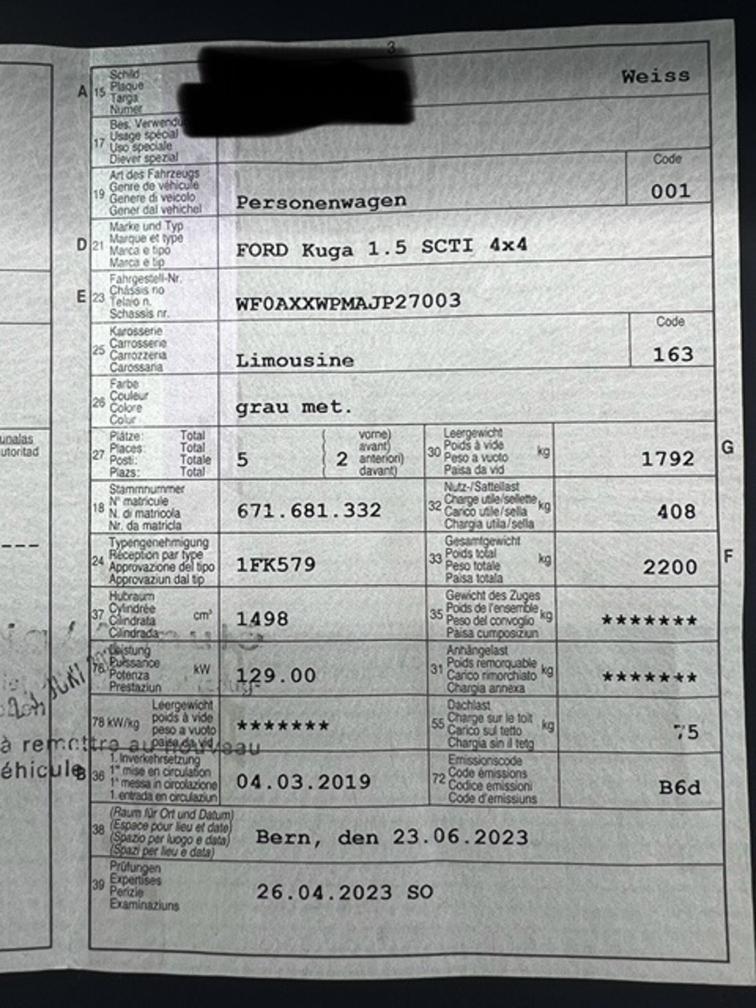 3
A 15 Schild
Plaque
Targa
Numer
Weiss
17 Bes. Verwendu
Usage spécial
Uso speciale
Diever spezial
19 Art des Fahrzeugs
Genre de véhicule
Genere di veicolo
Gener dal vehichel
Personenwagen
Code
001
D 21 Marke und Typ
Marque et type
Marca e tipo
Marca e tip
FORD Kuga 1.5 SCTI 4x4
E 23 Fahrgestell-Nr.
Châssis no
Telaio n.
Schassis nr.
WF0AXXWPMAJP27003
25 Karosserie
Carrosserie
Carrozzeria
Carossaria
Limousine
Code
163
26 Farbe
Couleur
Colore
Colur
grau met.
27 Plätze: Total
Places: Total
Posti: Totale
Plazs: Total
5
( vorne)
avant)
2 anteriori)
( davant)
30 Leergewicht
Poids à vide
Peso a vuoto
Paisa da vid
kg
1792
G
18 Stammnummer
N° matricule
N. di matricola
Nr. da matricla
671.681.332
32 Nutz-/Sattellast
Charge utile/sellette
Carico utile/sella
Chargia utila/sella
kg
408
24 Typengenehmigung
Réception par type
Approvazione del tipo
Approvaziun dal tip
1FK579
33 Gesamtgewicht
Poids total
Peso totale
Paisa totala
kg
2200
F
37 Hubraum
Cylindrée
Cilindrata
Cilindrada
cm³
1498
35 Gewicht des Zuges
Poids de l'ensemble
Peso del convoglio
Paisa cumposiziun
kg
*******
76 Leistung
Puissance
Potenza
Prestaziun
kW
129.00
31 Anhängelast
Poids remorquable
Carico rimorchiato
Chargia annexa
kg
*******
78 kW/kg
Leergewicht
poids à vide
peso a vuoto
paisa da vid
*******
55 Dachlast
Charge sur le toit
Carico sul tetto
Chargia sin il tetg
kg
75
B 36 1. Inverkehrsetzung
1re mise en circulation
1a messa in circolazione
1. entrada en circulaziun
04.03.2019
72 Emissionscode
Code émissions
Codice emissioni
Code d'emissiuns
B6d
38 (Raum für Ort und Datum)
(Espace pour lieu et date)
(Spazio per luogo e data)
(Spazi per lieu e data)
Bern, den 23.06.2023
39 Prüfungen
Expertises
Perizie
Examinaziuns
26.04.2023 SO
unalas
utoritad
---
à remettre au nouveau
éhicule